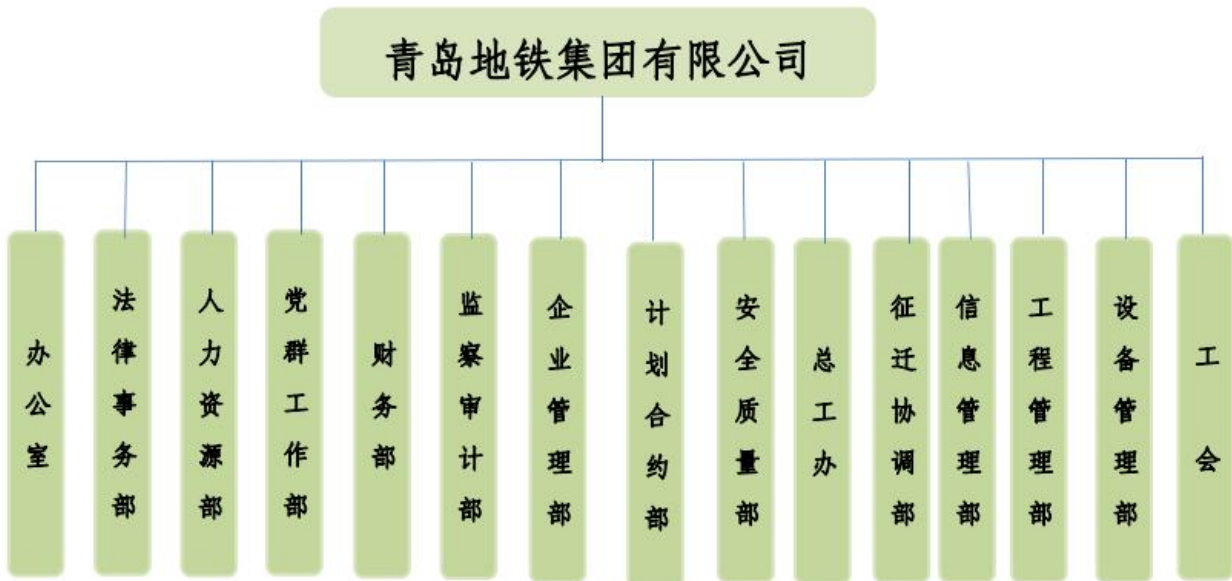 青岛地铁集团有限公司
办公室
法律事务部
人力资源部
党群工作部
财务部
监察审计部
企业管理部
计划合约部
安全质量部
总工办
征迁协调部
信息管理部
工程管理部
设备管理部
工会